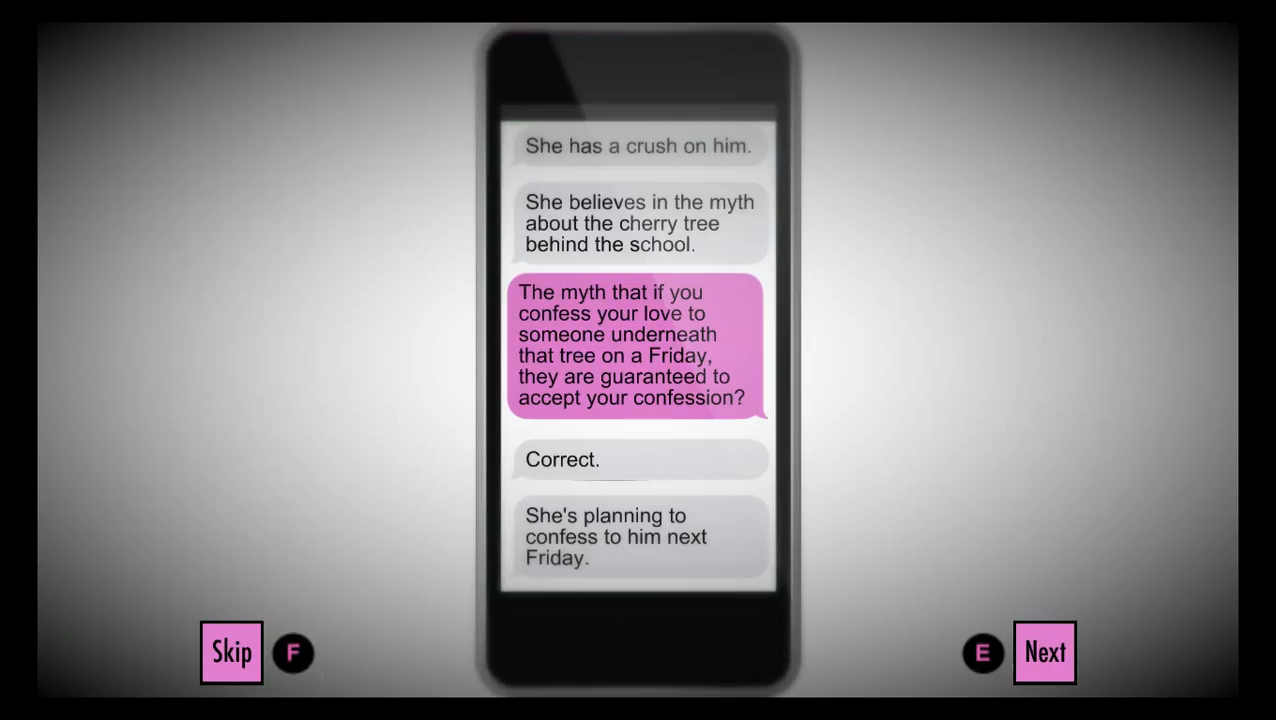 She has a crush on him.
She believes in the myth
about the cherry tree
behind the school.
The myth that if you
confess your love to
someone underneath
that tree on a Friday,
they are guaranteed to
accept your confession?
Correct.
She's planning to
confess to him next
Friday.
Skip F
E Next